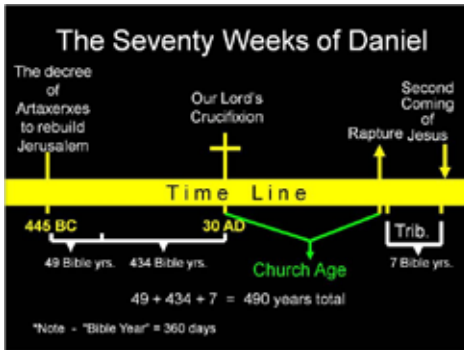 The Seventy Weeks of Daniel
The decree
of
Artaxerxes
to rebuild
Jerusalem
Our Lord's
Crucifixion
Rapture
Second
Coming
of
Jesus
Time Line
445 BC
30 AD
Trib.
49 Bible yrs.
434 Bible yrs.
7 Bible yrs.
Church Age
49 + 434 + 7 = 490 years total
*Note - "Bible Year" = 360 days